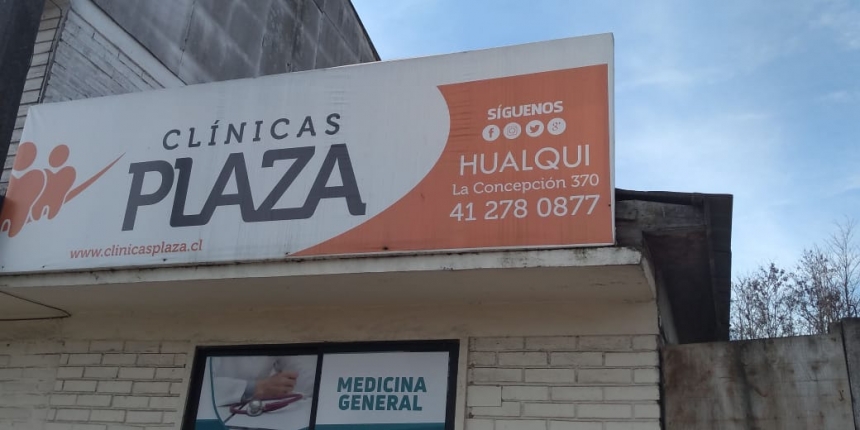 CLÍNICAS
PLAZA
www.clinicasplaza.cl
SÍGUENOS
HUALQUI
La Concepción 370
41 278 0877
MEDICINA
GENERAL